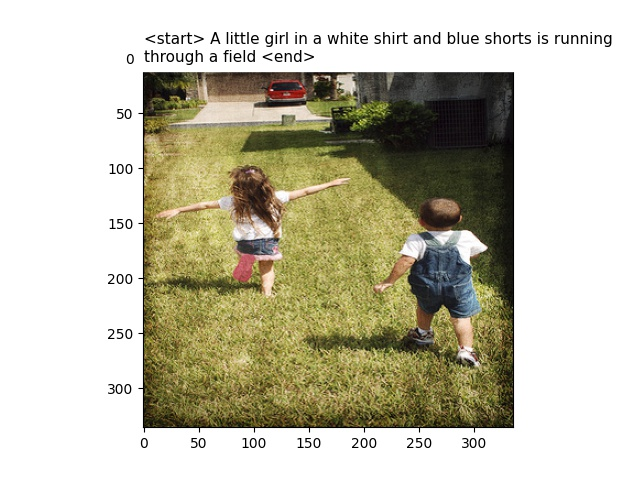 <start> A little girl in a white shirt and blue shorts is running
through a field <end>
0
50
100
150
200
250
300
0 50 100 150 200 250 300